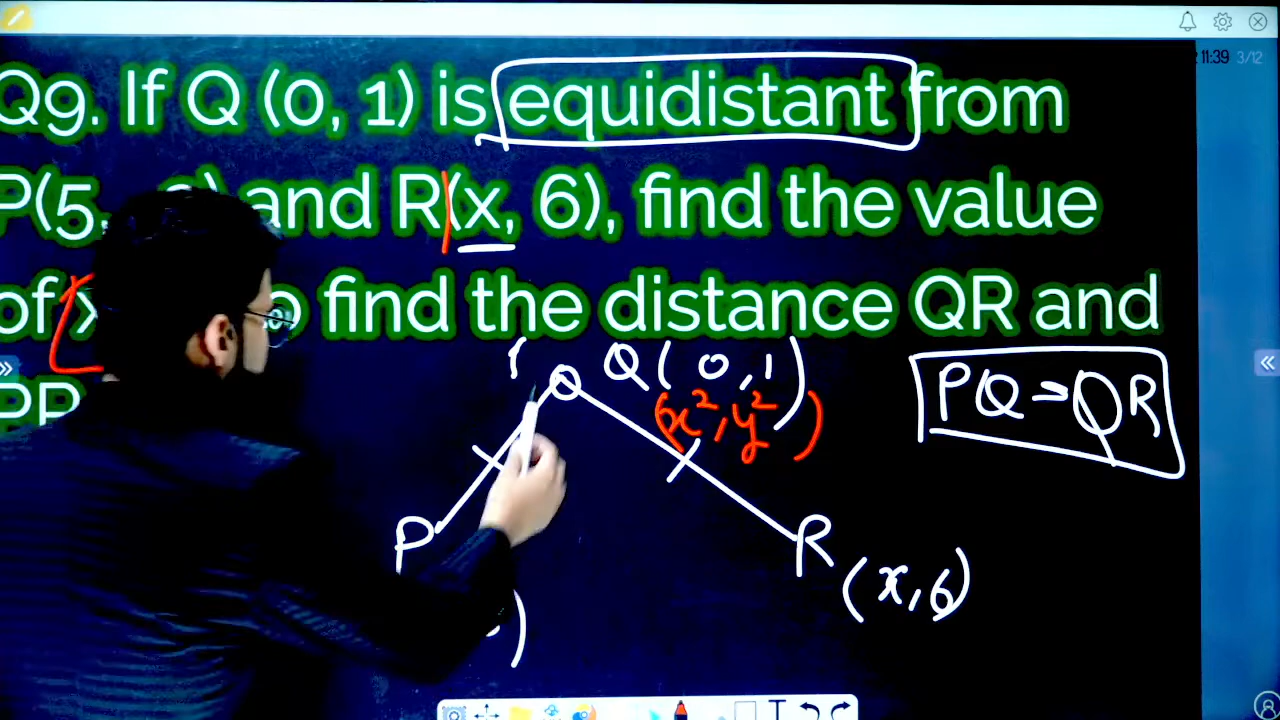 11:39 3/12
Q9. If Q (0, 1) is equidistant from
P(5, and R(x, 6), find the value
of find the distance QR and
PQ = QR
Q Q(0,1)
(x²,y²)
P
R
(x,6)